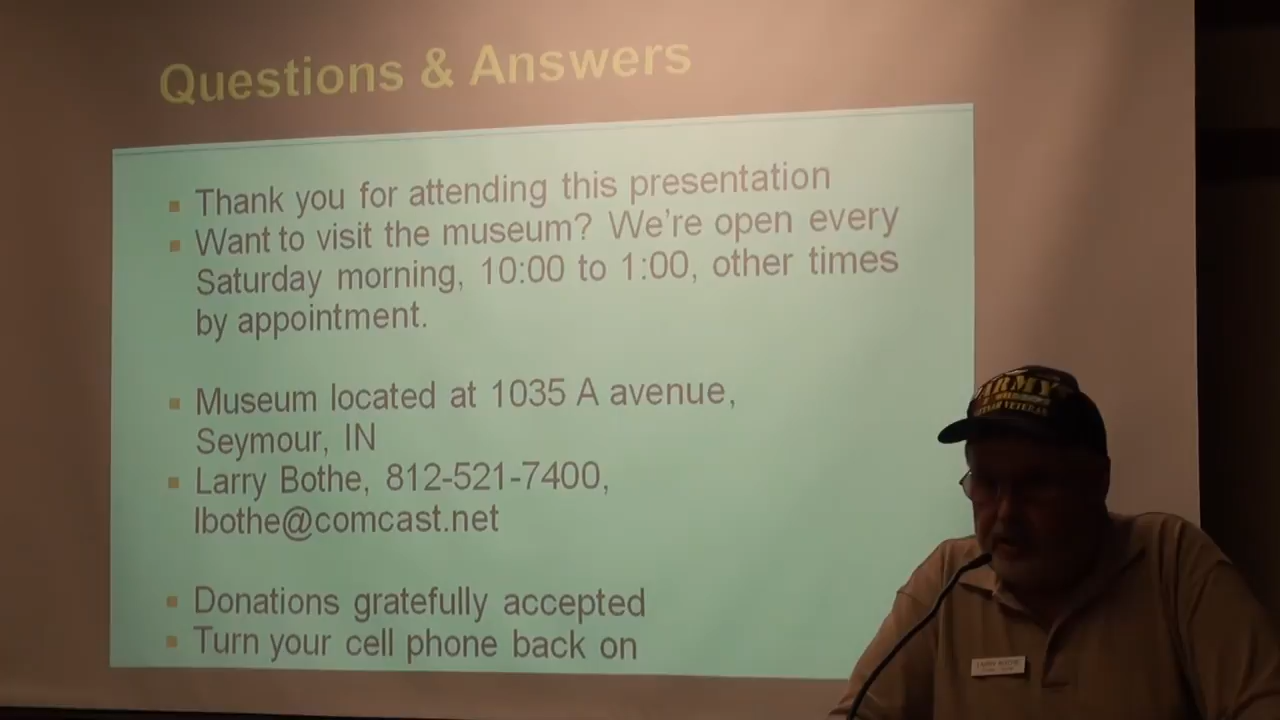 Questions & Answers
Thank you for attending this presentation
Want to visit the museum? We're open every
Saturday morning, 10:00 to 1:00, other times
by appointment.
Museum located at 1035 A avenue,
Seymour, IN
Larry Bothe, 812-521-7400,
lbothe@comcast.net
Donations gratefully accepted
Turn your cell phone back on
ARMY
VETERAN